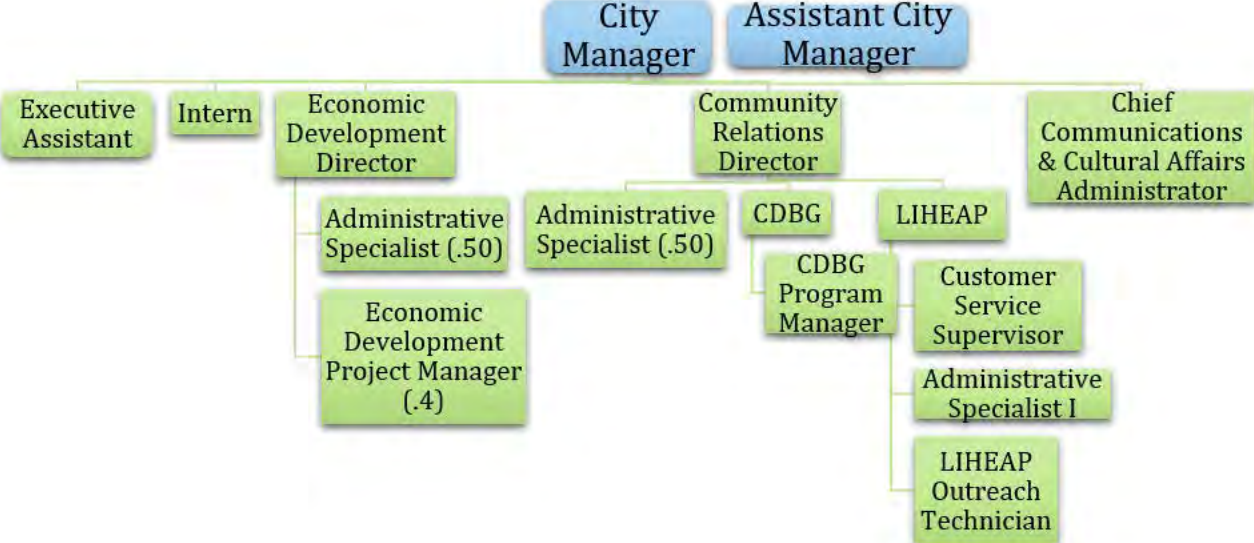 City
Manager
Assistant City
Manager
Executive
Assistant
Intern
Economic
Development
Director
Community
Relations
Director
Chief
Communications
& Cultural Affairs
Administrator
Administrative
Specialist (.50)
Economic
Development
Project Manager
(.4)
Administrative
Specialist (.50)
CDBG
CDBG
Program
Manager
LIHEAP
Customer
Service
Supervisor
Administrative
Specialist I
LIHEAP
Outreach
Technician